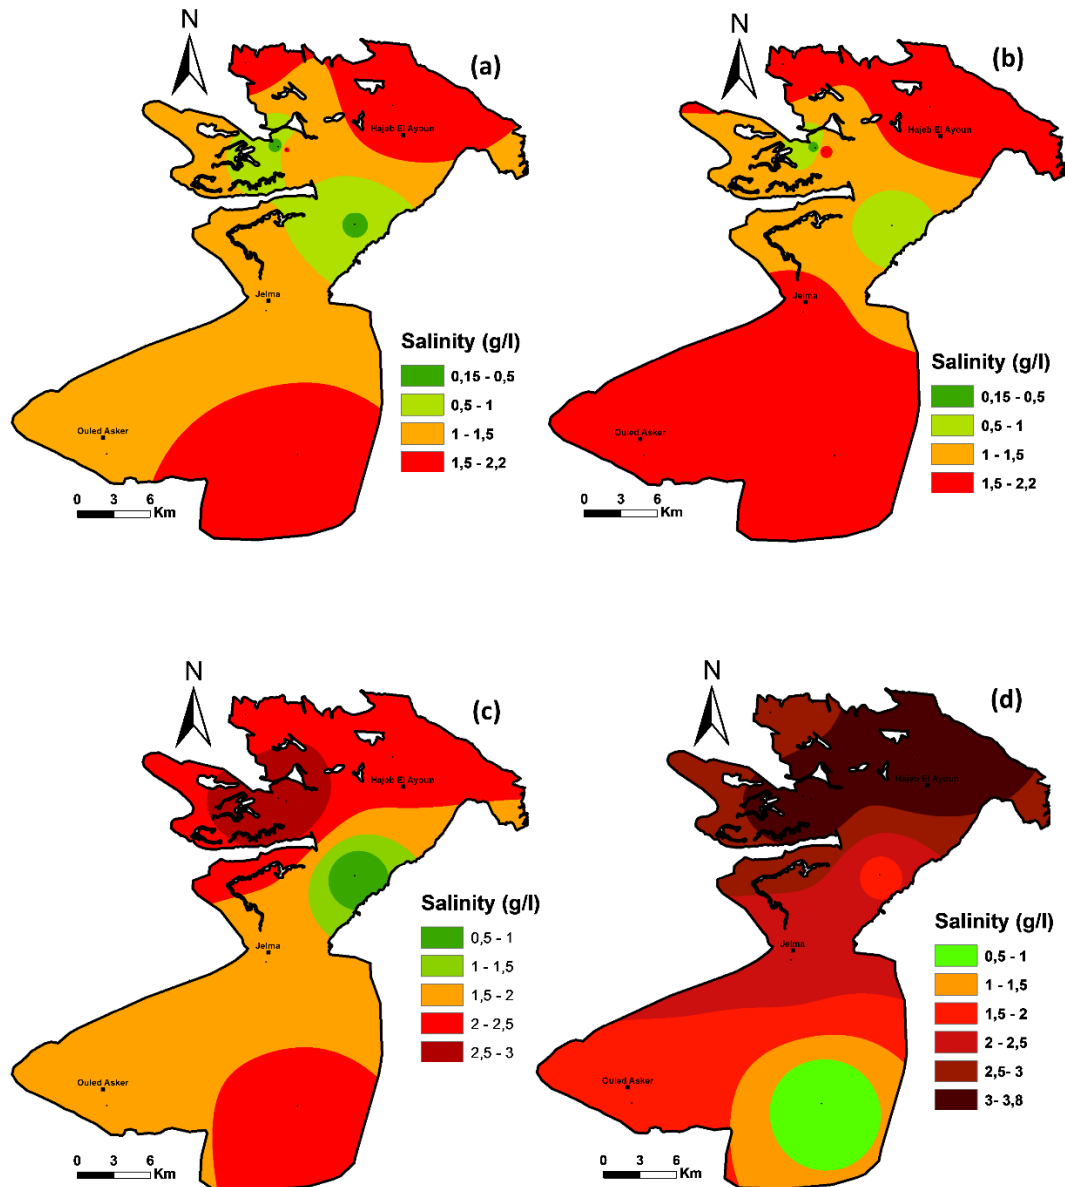 N
(a)
Hajeb El Ayoun
Jelma
Salinity (g/l)
0,15 - 0,5
0,5 - 1
1 - 1,5
1,5 - 2,2
Ouled Asker
0 3 6
Km
N
(b)
Hajeb El Ayoun
Jelma
Salinity (g/l)
0,15 - 0,5
0,5 - 1
1 - 1,5
1,5 - 2,2
Ouled Asker
0 3 6
Km
N
(c)
Hajeb El Ayoun
Jelma
Salinity (g/l)
0,5 - 1
1 - 1,5
1,5 - 2
2 - 2,5
2,5 - 3
Ouled Asker
0 3 6
Km
N
(d)
Hajeb El Ayoun
Jelma
Salinity (g/l)
0,5 - 1
1 - 1,5
1,5 - 2
2 - 2,5
2,5- 3
3- 3,8
Ouled Asker
0 3 6
Km